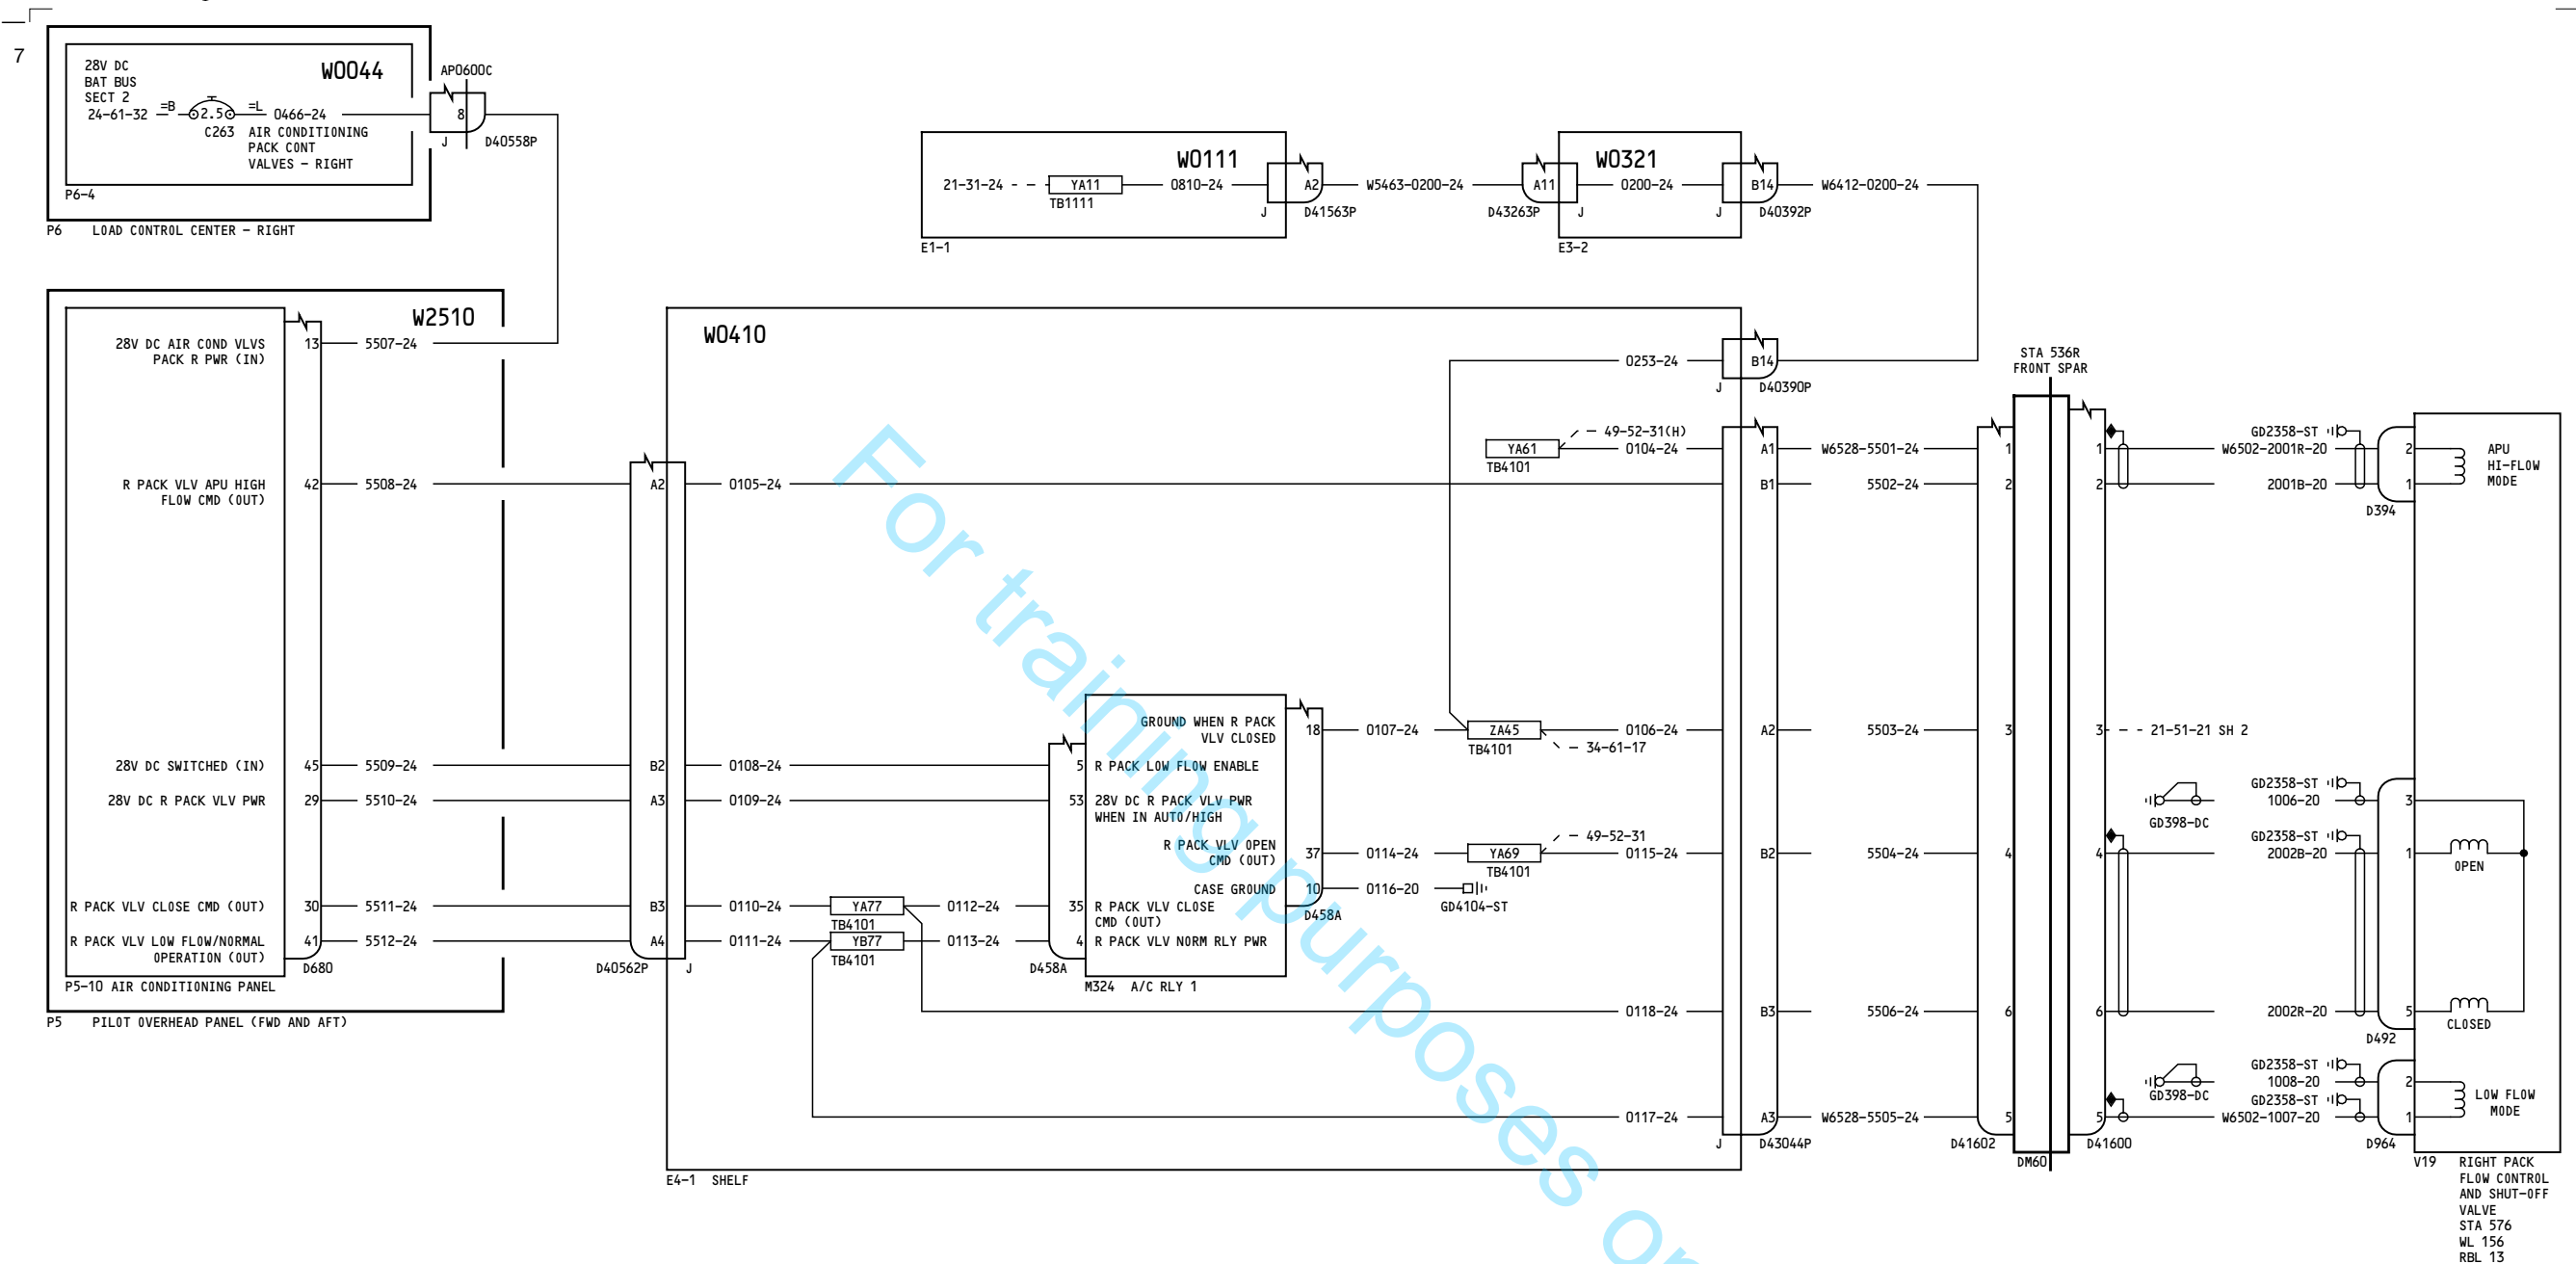 7
28V DC
BAT BUS
SECT 2
24-61-32
=B
2.5
=L
0466-24
C263
AIR CONDITIONING
PACK CONT
VALVES - RIGHT
W0044
P6-4
P6 LOAD CONTROL CENTER - RIGHT
AP0600C
8
J
D40558P
W0111
21-31-24
YA11
TB1111
0810-24
A2
J
D41563P
E1-1
W5463-0200-24
W0321
A11
D43263P
J
0200-24
B14
J
D40392P
E3-2
W6412-0200-24
W2510
28V DC AIR COND VLVS
PACK R PWR (IN)
13
5507-24
R PACK VLV APU HIGH
FLOW CMD (OUT)
42
5508-24
28V DC SWITCHED (IN)
45
5509-24
28V DC R PACK VLV PWR
29
5510-24
R PACK VLV CLOSE CMD (OUT)
30
5511-24
R PACK VLV LOW FLOW/NORMAL
OPERATION (OUT)
41
5512-24
D680
P5-10 AIR CONDITIONING PANEL
P5 PILOT OVERHEAD PANEL (FWD AND AFT)
W0410
A2
0105-24
B2
0108-24
A3
0109-24
B3
0110-24
A4
0111-24
D40562P
J
YA77
TB4101
0112-24
YB77
TB4101
0113-24
5
R PACK LOW FLOW ENABLE
53
28V DC R PACK VLV PWR
WHEN IN AUTO/HIGH
35
R PACK VLV CLOSE
CMD (OUT)
4
R PACK VLV NORM RLY PWR
D458A
GROUND WHEN R PACK
VLV CLOSED
18
0107-24
R PACK VLV OPEN
CMD (OUT)
37
0114-24
CASE GROUND
10
0116-20
D458A
GD4104-ST
M324 A/C RLY 1
ZA45
TB4101
34-61-17
0106-24
YA69
TB4101
49-52-31
0115-24
0118-24
0117-24
0253-24
B14
J
D40390P
YA61
TB4101
49-52-31(H)
0104-24
A1
B1
A2
B2
B3
A3
J
D43044P
E4-1 SHELF
W6528-5501-24
5502-24
5503-24
5504-24
5506-24
W6528-5505-24
STA 536R
FRONT SPAR
1
2
3
4
6
5
D41602
DM60
1
2
3
4
6
5
D41600
21-51-21 SH 2
GD2358-ST
W6502-2001R-20
2
2001B-20
1
D394
APU
HI-FLOW
MODE
GD398-DC
GD2358-ST
1006-20
3
GD2358-ST
2002B-20
1
OPEN
2002R-20
5
CLOSED
D492
GD398-DC
GD2358-ST
1008-20
2
GD2358-ST
W6502-1007-20
1
D964
LOW FLOW
MODE
V19 RIGHT PACK
FLOW CONTROL
AND SHUT-OFF
VALVE
STA 576
WL 156
RBL 13
For training purposes